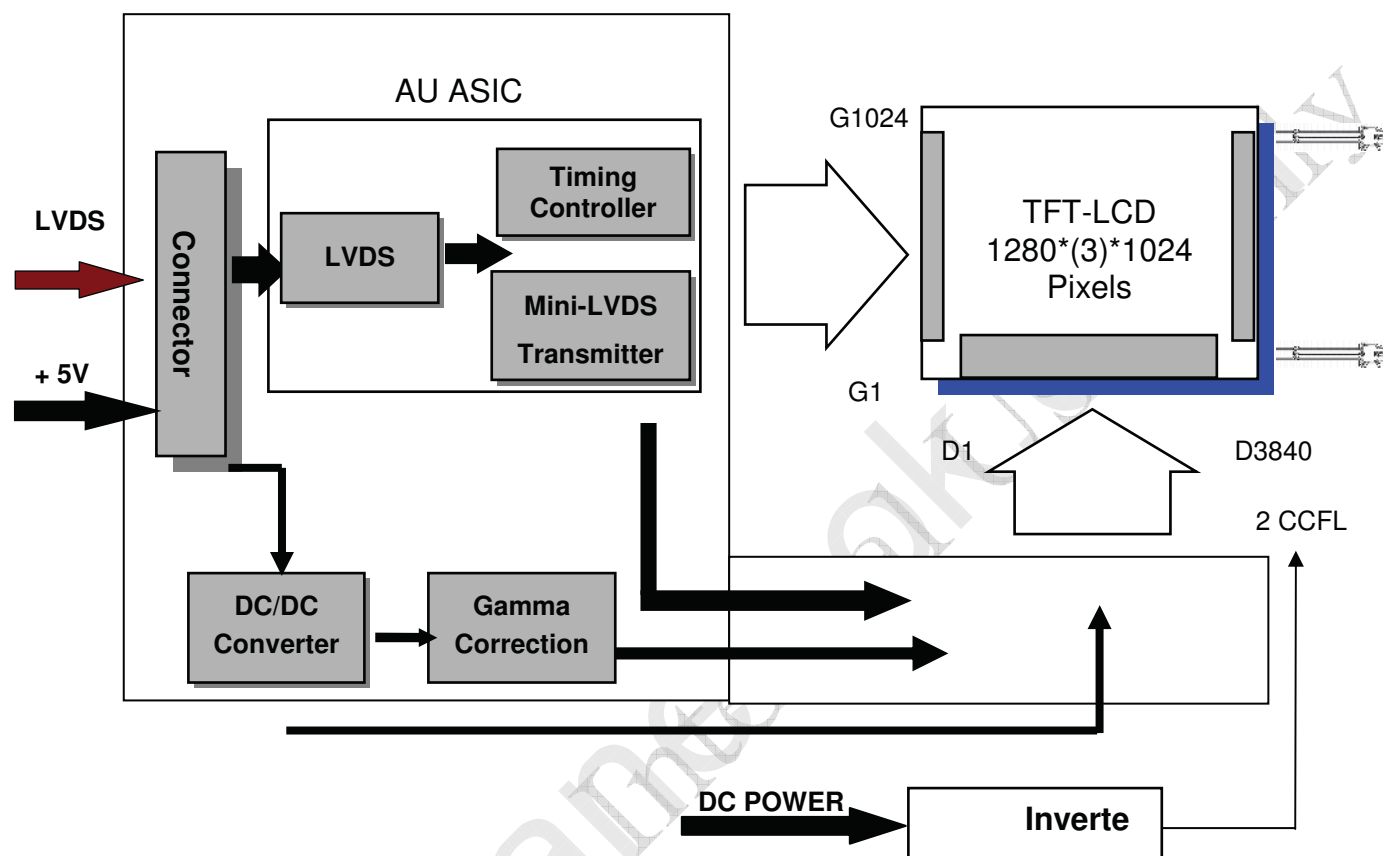 AU ASIC
G1024
Timing
Controller
TFT-LCD
1280*(3)*1024
Pixels
LVDS
Connector
LVDS
Mini-LVDS
Transmitter
+ 5V
G1
D1
D3840
2 CCFL
DC/DC
Converter
Gamma
Correction
DC POWER
Inverte